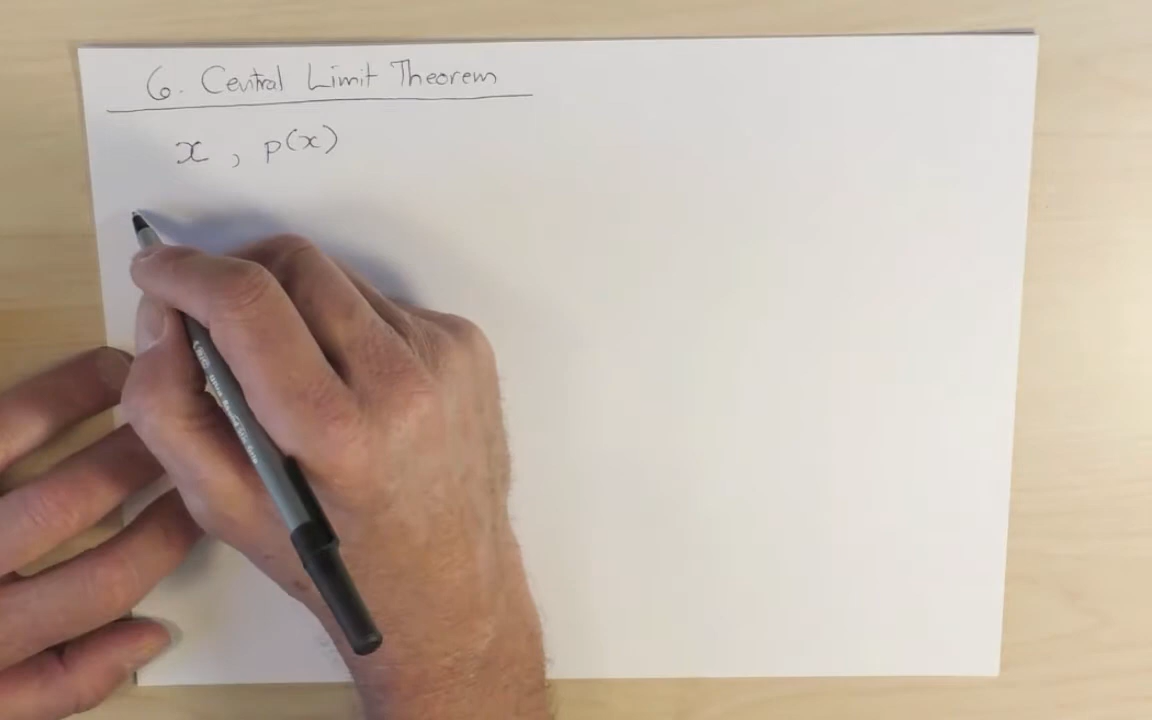 6. Central Limit Theorem
x , p(x)